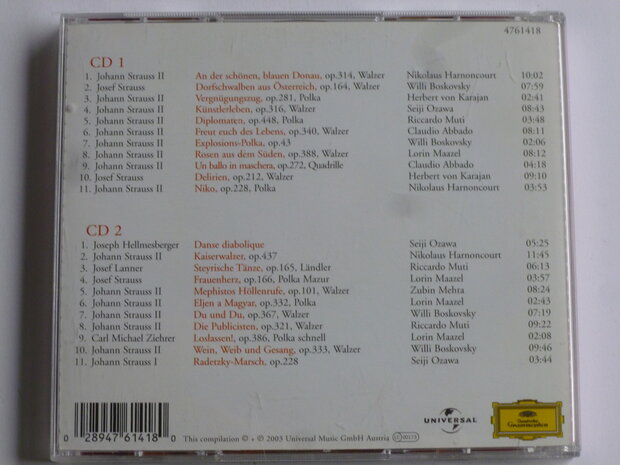 4761418
CD 1
1. Johann Strauss II An der schönen, blauen Donau, op.314, Walzer Nikolaus Harnoncourt 10:02
2. Josef Strauss Dorfschwalben aus Österreich, op.164, Walzer Willi Boskovsky 07:59
3. Johann Strauss II Vergnügungszug, op.281, Polka Herbert von Karajan 02:41
4. Johann Strauss II Künstlerleben, op.316, Walzer Seiji Ozawa 08:43
5. Johann Strauss II Diplomaten, op.448, Polka Riccardo Muti 03:48
6. Johann Strauss II Freut euch des Lebens, op.340, Walzer Claudio Abbado 08:11
7. Johann Strauss II Explosions-Polka, op.43 Willi Boskovsky 02:06
8. Johann Strauss II Rosen aus dem Süden, op.388, Walzer Lorin Maazel 08:12
9. Johann Strauss II Un ballo in maschera, op.272, Quadrille Claudio Abbado 04:18
10. Josef Strauss Delirien, op.212, Walzer Herbert von Karajan 09:10
11. Johann Strauss II Niko, op.228, Polka Nikolaus Harnoncourt 03:53
CD 2
1. Joseph Hellmesberger Danse diabolique Seiji Ozawa 05:25
2. Johann Strauss II Kaiserwalzer, op.437 Nikolaus Harnoncourt 11:45
3. Josef Lanner Steyrische Tänze, op.165, Ländler Riccardo Muti 06:13
4. Josef Strauss Frauenherz, op.166, Polka Mazur Lorin Maazel 03:57
5. Johann Strauss II Mephistos Höllenrufe, op.101, Walzer Zubin Mehra 08:24
6. Johann Strauss II Eljen a Magyar, op.332, Polka Lorin Maazel 02:43
7. Johann Strauss II Du und Du, op.367, Walzer Willi Boskovsky 07:19
8. Johann Strauss II Die Publicisten, op.321, Walzer Riccardo Muti 09:22
9. Carl Michael Ziehrer Loslassen!, op.386, Polka schnell Lorin Maazel 02:08
10. Johann Strauss II Wein, Weib und Gesang, op.333, Walzer Willi Boskovsky 09:46
11. Johann Strauss I Radetzky-Marsch, op.228 Seiji Ozawa 03:44
0 28947 61418 0
This compilation © + ℗ 2003 Universal Music GmbH Austria LC 00173
UNIVERSAL
Deutsche Grammophon